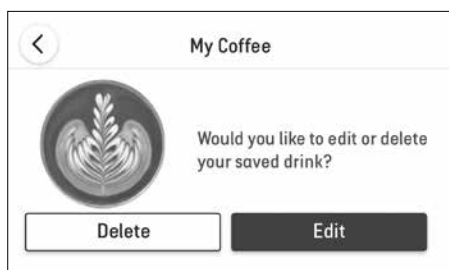 My Coffee
Would you like to edit or delete
your saved drink?
Delete
Edit